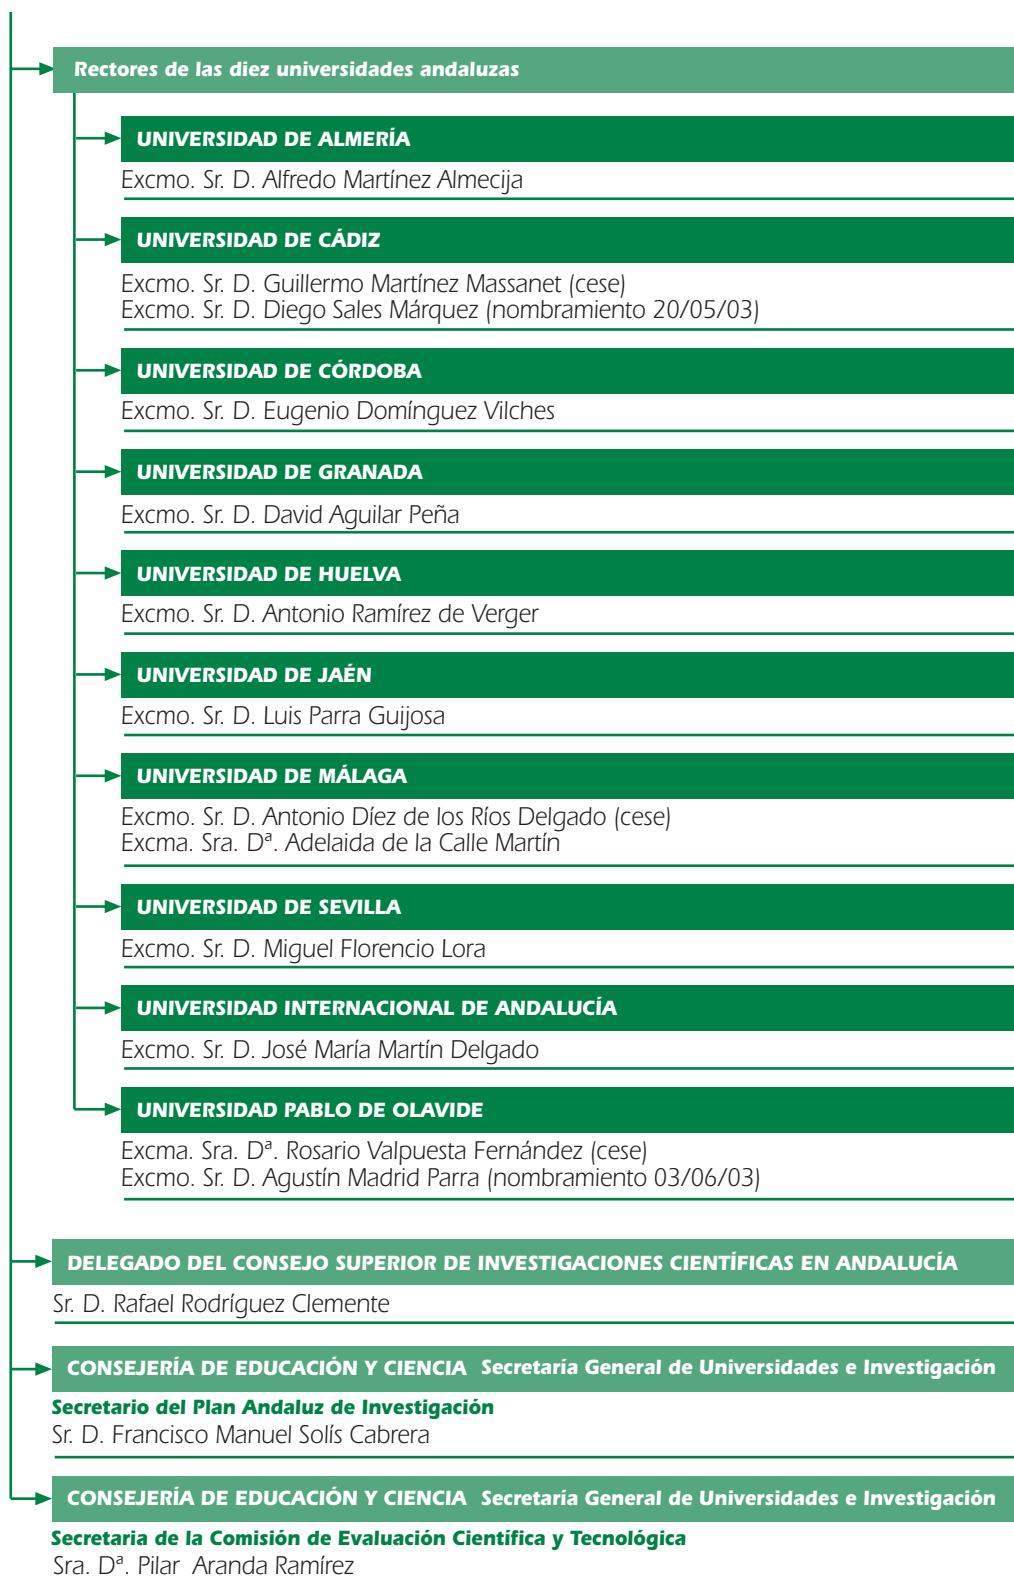 Rectores de las diez universidades andaluzas
UNIVERSIDAD DE ALMERÍA
Excmo. Sr. D. Alfredo Martínez Almecija
UNIVERSIDAD DE CÁDIZ
Excmo. Sr. D. Guillermo Martínez Massanet (cese)
Excmo. Sr. D. Diego Sales Márquez (nombramiento 20/05/03)
UNIVERSIDAD DE CÓRDOBA
Excmo. Sr. D. Eugenio Domínguez Vilches
UNIVERSIDAD DE GRANADA
Excmo. Sr. D. David Aguilar Peña
UNIVERSIDAD DE HUELVA
Excmo. Sr. D. Antonio Ramírez de Verger
UNIVERSIDAD DE JAÉN
Excmo. Sr. D. Luis Parra Guijosa
UNIVERSIDAD DE MÁLAGA
Excmo. Sr. D. Antonio Díez de los Ríos Delgado (cese)
Excma. Sra. Dª. Adelaida de la Calle Martín
UNIVERSIDAD DE SEVILLA
Excmo. Sr. D. Miguel Florencio Lora
UNIVERSIDAD INTERNACIONAL DE ANDALUCÍA
Excmo. Sr. D. José María Martín Delgado
UNIVERSIDAD PABLO DE OLAVIDE
Excma. Sra. Dª. Rosario Valpuesta Fernández (cese)
Excmo. Sr. D. Agustín Madrid Parra (nombramiento 03/06/03)
DELEGADO DEL CONSEJO SUPERIOR DE INVESTIGACIONES CIENTÍFICAS EN ANDALUCÍA
Sr. D. Rafael Rodríguez Clemente
CONSEJERÍA DE EDUCACIÓN Y CIENCIA Secretaría General de Universidades e Investigación
Secretario del Plan Andaluz de Investigación
Sr. D. Francisco Manuel Solís Cabrera
CONSEJERÍA DE EDUCACIÓN Y CIENCIA Secretaría General de Universidades e Investigación
Secretaria de la Comisión de Evaluación Científica y Tecnológica
Sra. Dª. Pilar Aranda Ramírez